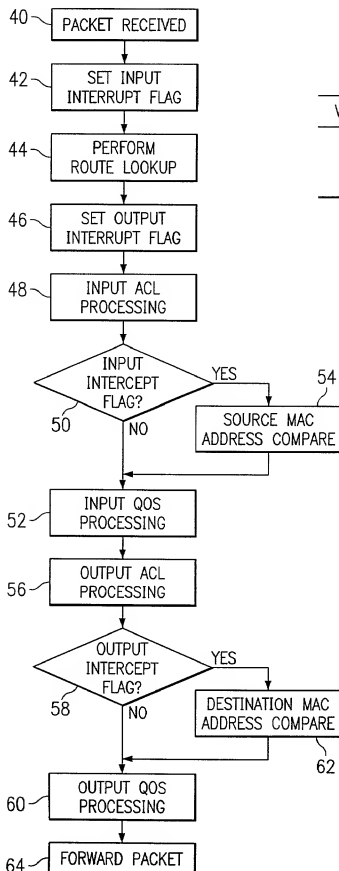 40
PACKET RECEIVED
42
SET INPUT
INTERRUPT FLAG
44
PERFORM
ROUTE LOOKUP
46
SET OUTPUT
INTERRUPT FLAG
48
INPUT ACL
PROCESSING
INPUT
INTERCEPT
FLAG?
50
YES
NO
54
SOURCE MAC
ADDRESS COMPARE
52
INPUT QOS
PROCESSING
56
OUTPUT ACL
PROCESSING
OUTPUT
INTERCEPT
FLAG?
58
YES
NO
DESTINATION MAC
ADDRESS COMPARE
62
60
OUTPUT QOS
PROCESSING
64
FORWARD PACKET